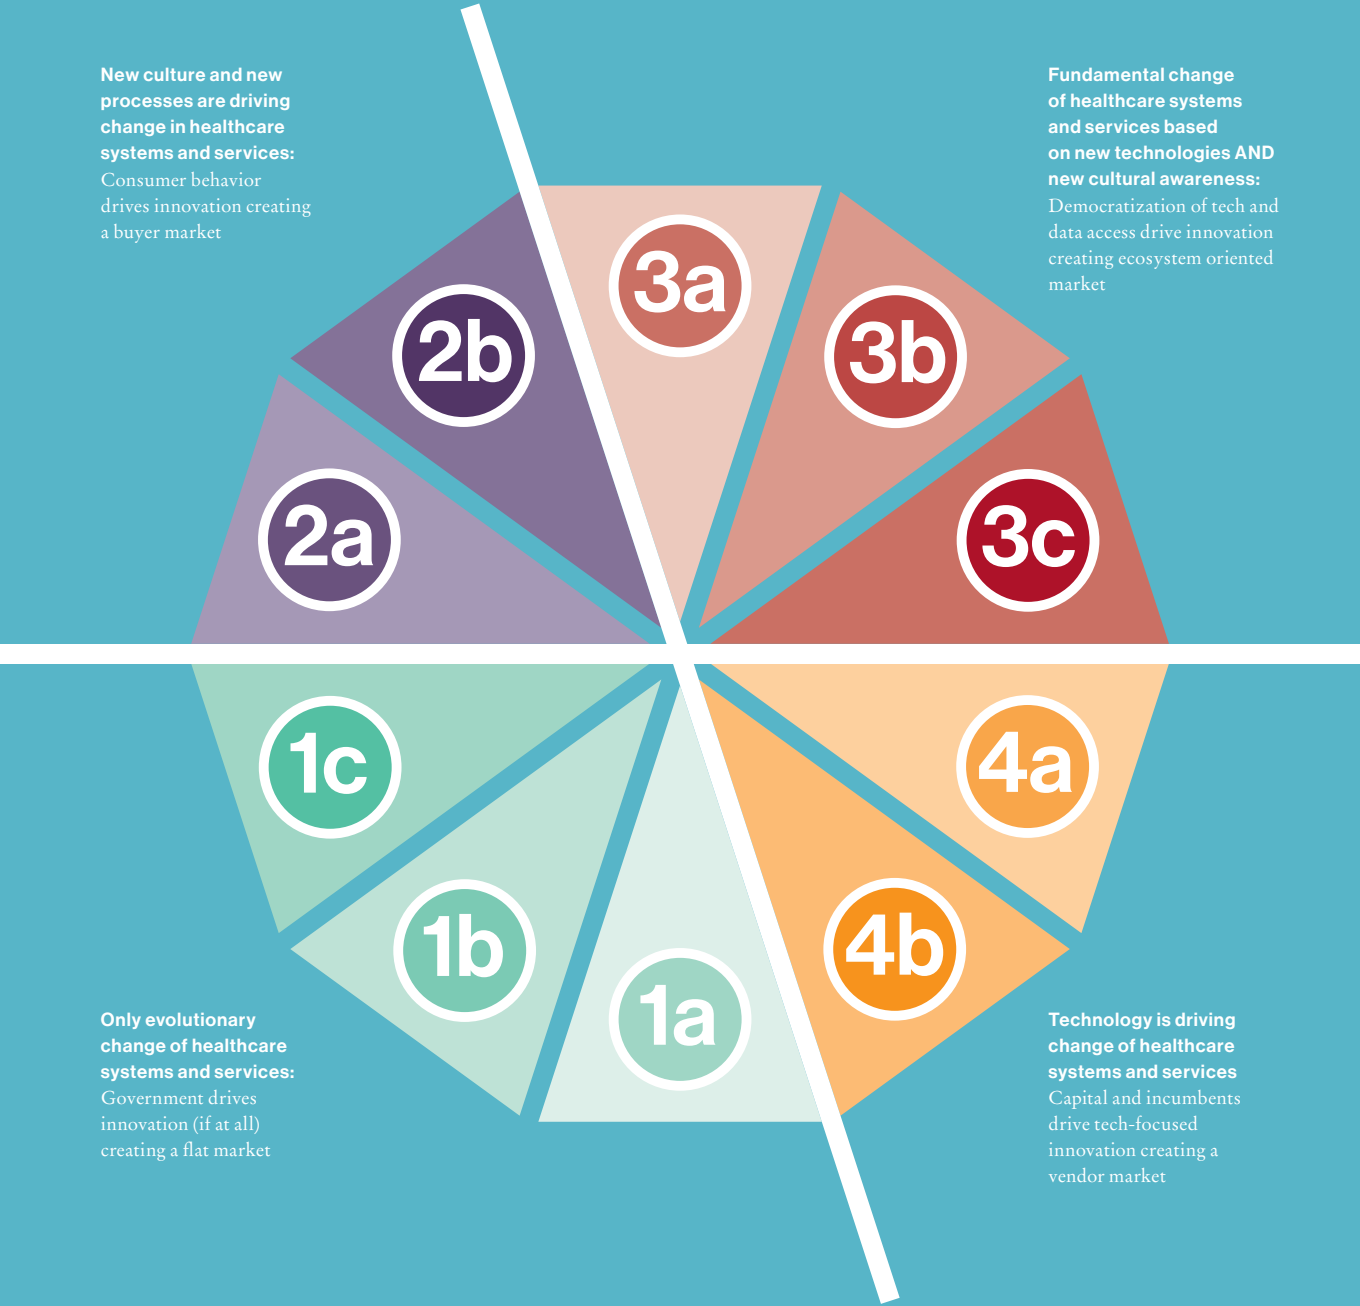 New culture and new
processes are driving
change in healthcare
systems and services:
Consumer behavior
drives innovation creating
a buyer market
Fundamental change
of healthcare systems
and services based
on new technologies AND
new cultural awareness:
Democratization of tech and
data access drive innovation
creating ecosystem oriented
market
3a
2b
3b
2a
3c
1c
4a
1b
4b
1a
Only evolutionary
change of healthcare
systems and services:
Government drives
innovation (if at all)
creating a flat market
Technology is driving
change of healthcare
systems and services
Capital and incumbents
drive tech-focused
innovation creating a
vendor market